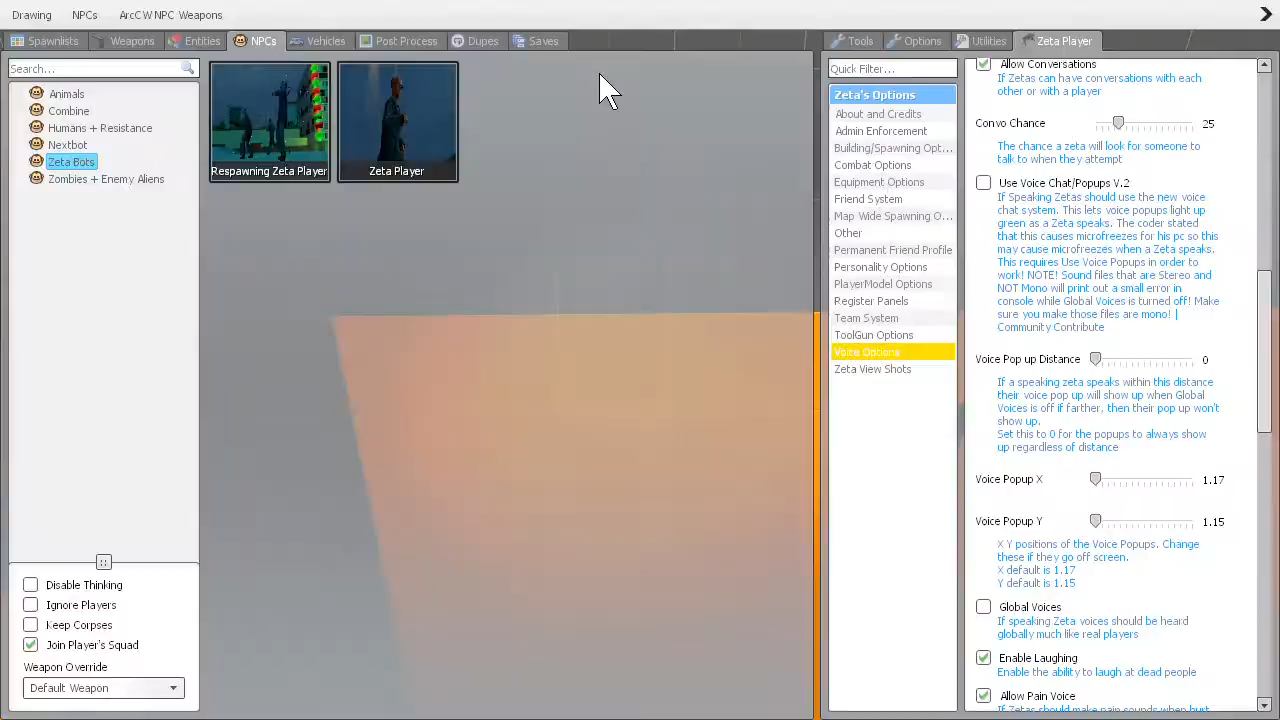 Drawing NPCs ArcCW NPC Weapons
Spawnlists Weapons Entities NPCs Vehicles Post Process Dupes Saves
Tools Options Utilities Zeta Player
Search...
Animals
Combine
Humans + Resistance
Nextbot
Zeta Bots
Zombies + Enemy Aliens
Respawning Zeta Player
Zeta Player
Disable Thinking
Ignore Players
Keep Corpses
Join Player's Squad
Weapon Override
Default Weapon
Quick Filter...
Zeta's Options
About and Credits
Admin Enforcement
Building/Spawning Opt...
Combat Options
Equipment Options
Friend System
Map Wide Spawning O...
Other
Permanent Friend Profile
Personality Options
PlayerModel Options
Register Panels
Team System
ToolGun Options
Voice Options
Zeta View Shots
Allow Conversations
If Zetas can have conversations with each
other or with a player
Convo Chance 25
The chance a zeta will look for someone to
talk to when they attempt
Use Voice Chat/Popups V.2
If Speaking Zetas should use the new voice
chat system. This lets voice popups light up
green as a Zeta speaks. The coder stated
that this causes microfreezes for his pc so this
may cause microfreezes when a Zeta speaks.
This requires Use Voice Popups in order to
work! NOTE! Sound files that are Stereo and
NOT Mono will print out a small error in
console while Global Voices is turned off! Make
sure you make those files are mono! |
Community Contribute
Voice Pop up Distance 0
If a speaking zeta speaks within this distance
their voice pop up will show up when Global
Voices is off if farther, then their pop up won't
show up.
Set this to 0 for the popups to always show
up regardless of distance
Voice Popup X 1.17
Voice Popup Y 1.15
X Y positions of the Voice Popups. Change
these if they go off screen.
X default is 1.17
Y default is 1.15
Global Voices
If speaking Zeta voices should be heard
globally much like real players
Enable Laughing
Enable the ability to laugh at dead people
Allow Pain Voice
If Zetas should make pain sounds when hurt